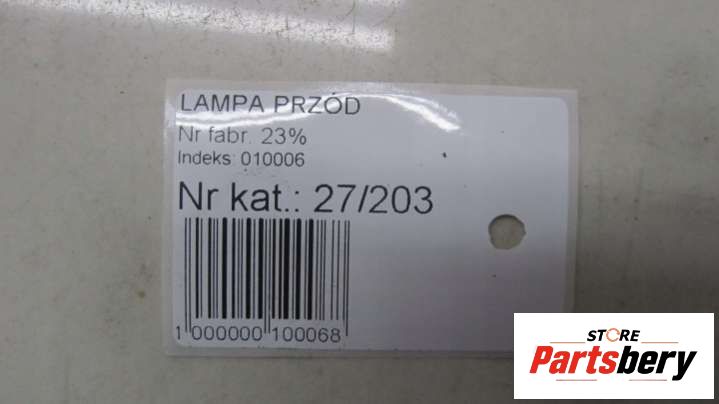 LAMPA PRZÓD
Nr fabr. 23%
Indeks: 010006
Nr kat.: 27/203
1 000000 100068
STORE
Partsbery